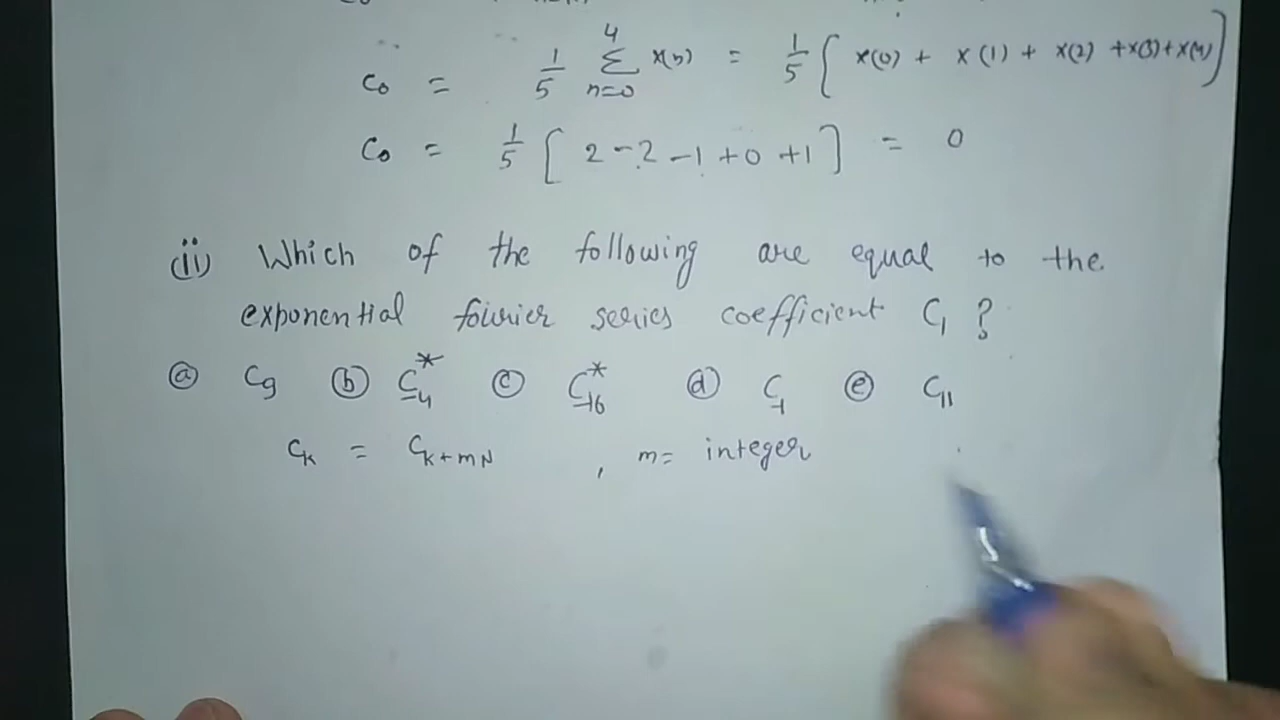 C₀ = 1/5 4 Σ n=0 x(n) = 1/5 [ x(0) + x(1) + x(2) + x(3) + x(4) ]
C₀ = 1/5 [ 2 - 2 - 1 + 0 + 1 ] = 0
(ii) Which of the following are equal to the
exponential fourier series coefficient C₁ ?
ⓐ C₉ ⓑ C₋₄* ⓒ C₋₁₆* ⓓ C₋₁ ⓔ C₁₁
Cₖ = Cₖ₊ₘN , m = integer